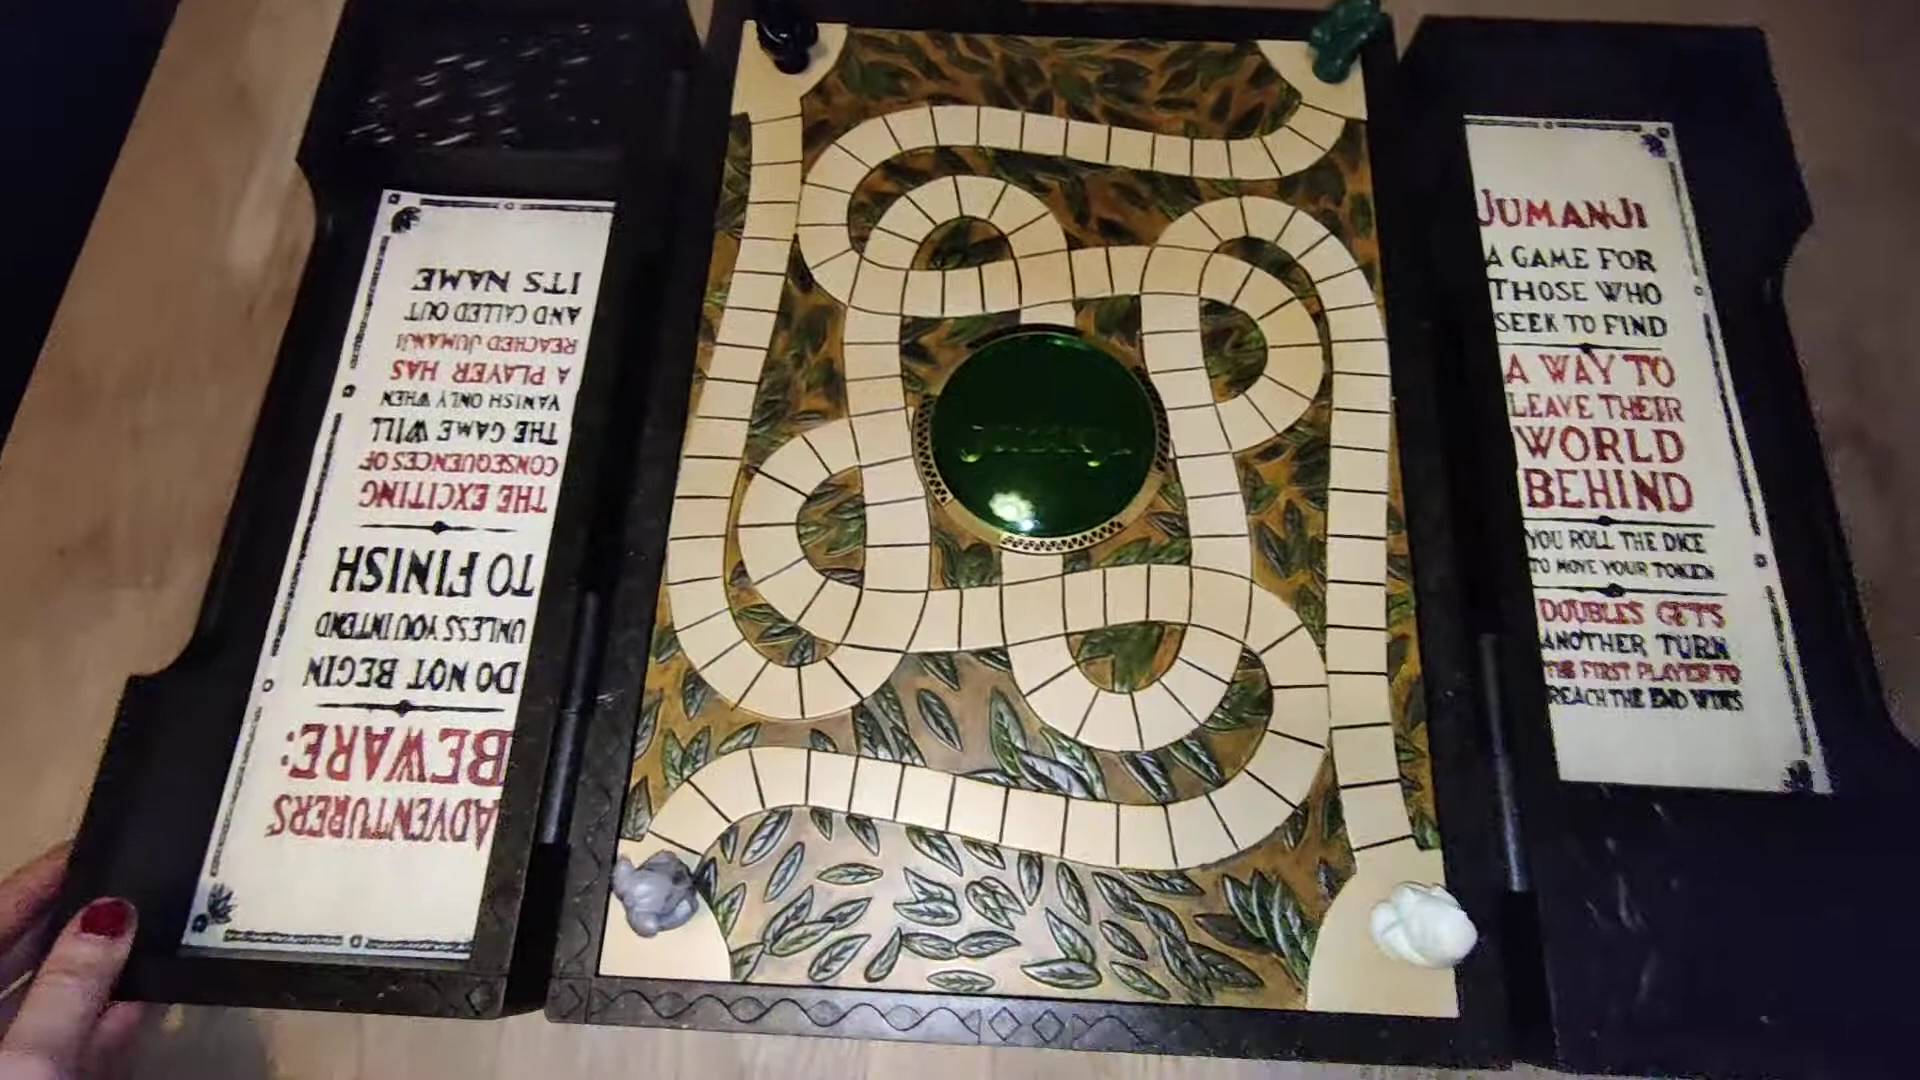 ADVENTURERS
BEWARE:
DO NOT BEGIN
UNLESS YOU INTEND
TO FINISH
THE EXCITING
CONSEQUENCES OF
THE GAME WILL
VANISH ONLY WHEN
A PLAYER HAS
REACHED JUMANJI
AND CALLED OUT
IT'S NAME
JUMANJI
A GAME FOR
THOSE WHO
SEEK TO FIND
A WAY TO
LEAVE THEIR
WORLD
BEHIND
YOU ROLL THE DICE
TO MOVE YOUR TOKEN
DOUBLES GETS
ANOTHER TURN
THE FIRST PLAYER TO
REACH THE END WINS